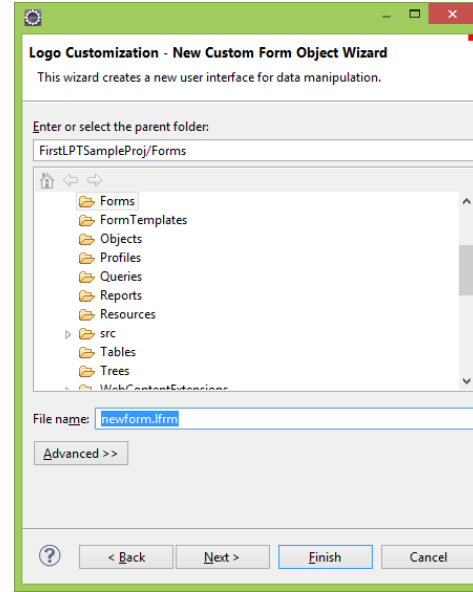 Logo Customization - New Custom Form Object Wizard
This wizard creates a new user interface for data manipulation.
Enter or select the parent folder:
FirstLPTSampleProj/Forms
Forms
FormTemplates
Objects
Profiles
Queries
Reports
Resources
src
Tables
Trees
WebContentExtensions
File name: newform.lfrm
Advanced >>
? < Back Next > Finish Cancel